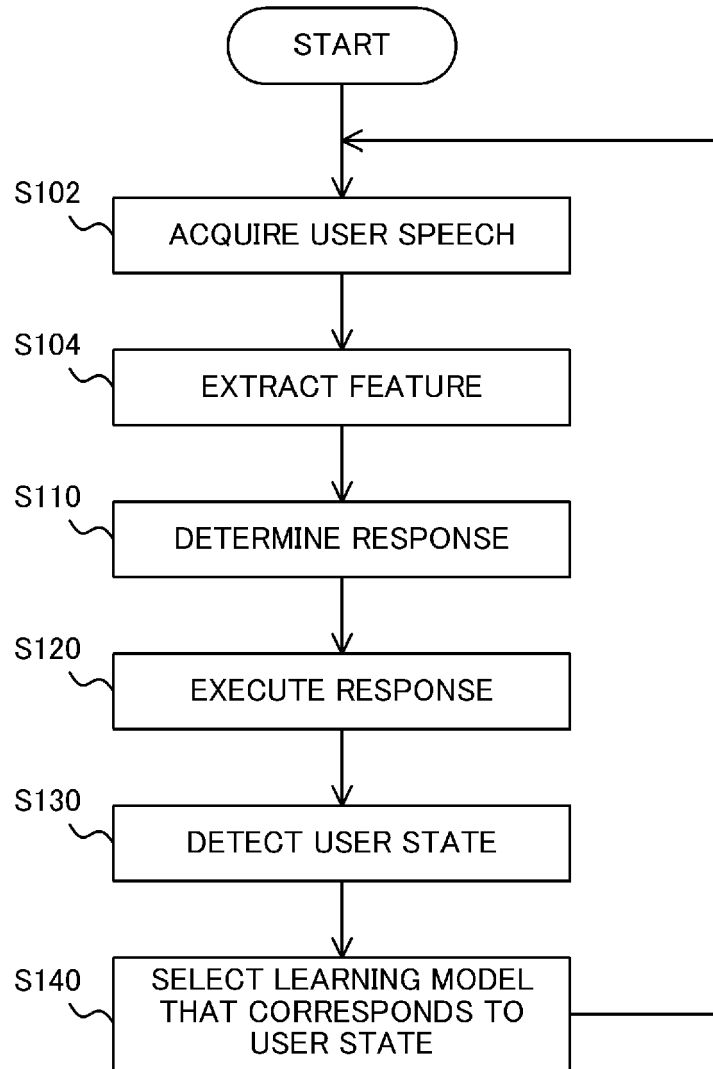 START
S102
ACQUIRE USER SPEECH
S104
EXTRACT FEATURE
S110
DETERMINE RESPONSE
S120
EXECUTE RESPONSE
S130
DETECT USER STATE
S140
SELECT LEARNING MODEL
THAT CORRESPONDS TO
USER STATE